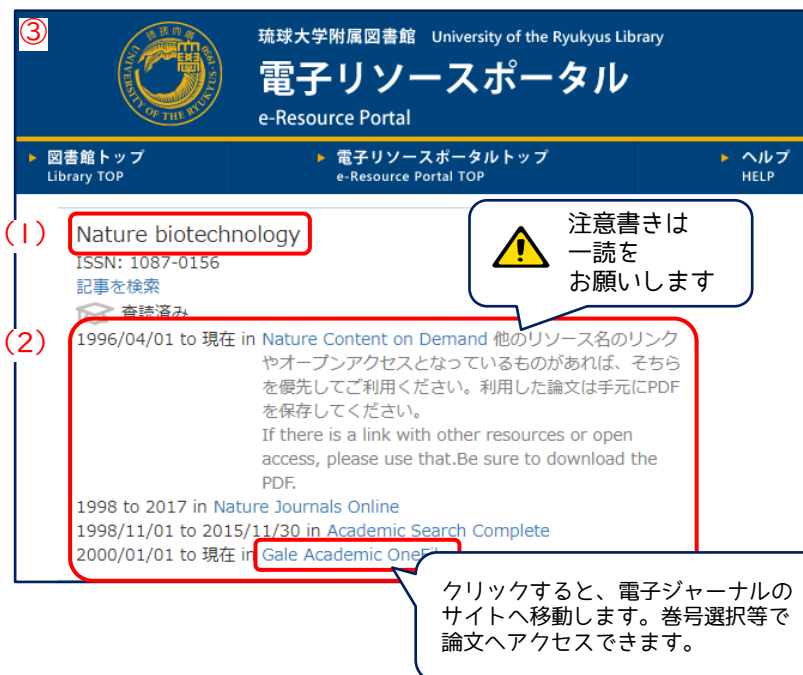 ③
琉球大学附属図書館 University of the Ryukyus Library
電子リソースポータル
e-Resource Portal
UNIVERSITY OF THE RYUKYUS 1950
▶ 図書館トップ
Library TOP
▶ 電子リソースポータルトップ
e-Resource Portal TOP
▶ ヘルプ
HELP
(1)
Nature biotechnology
ISSN: 1087-0156
記事を検索
査読済み
注意書きは
一読を
お願いします
(2)
1996/04/01 to 現在 in Nature Content on Demand 他のリソース名のリンク
やオープンアクセスとなっているものがあれば、そちら
を優先してご利用ください。利用した論文は手元にPDF
を保存してください。
If there is a link with other resources or open
access, please use that.Be sure to download the
PDF.
1998 to 2017 in Nature Journals Online
1998/11/01 to 2015/11/30 in Academic Search Complete
2000/01/01 to 現在 in Gale Academic
クリックすると、電子ジャーナルの
サイトへ移動します。巻号選択等で
論文へアクセスできます。